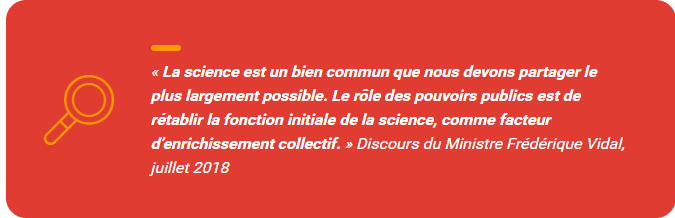 « La science est un bien commun que nous devons partager le
plus largement possible. Le rôle des pouvoirs publics est de
rétablir la fonction initiale de la science, comme facteur
d’enrichissement collectif. » Discours du Ministre Frédérique Vidal,
juillet 2018